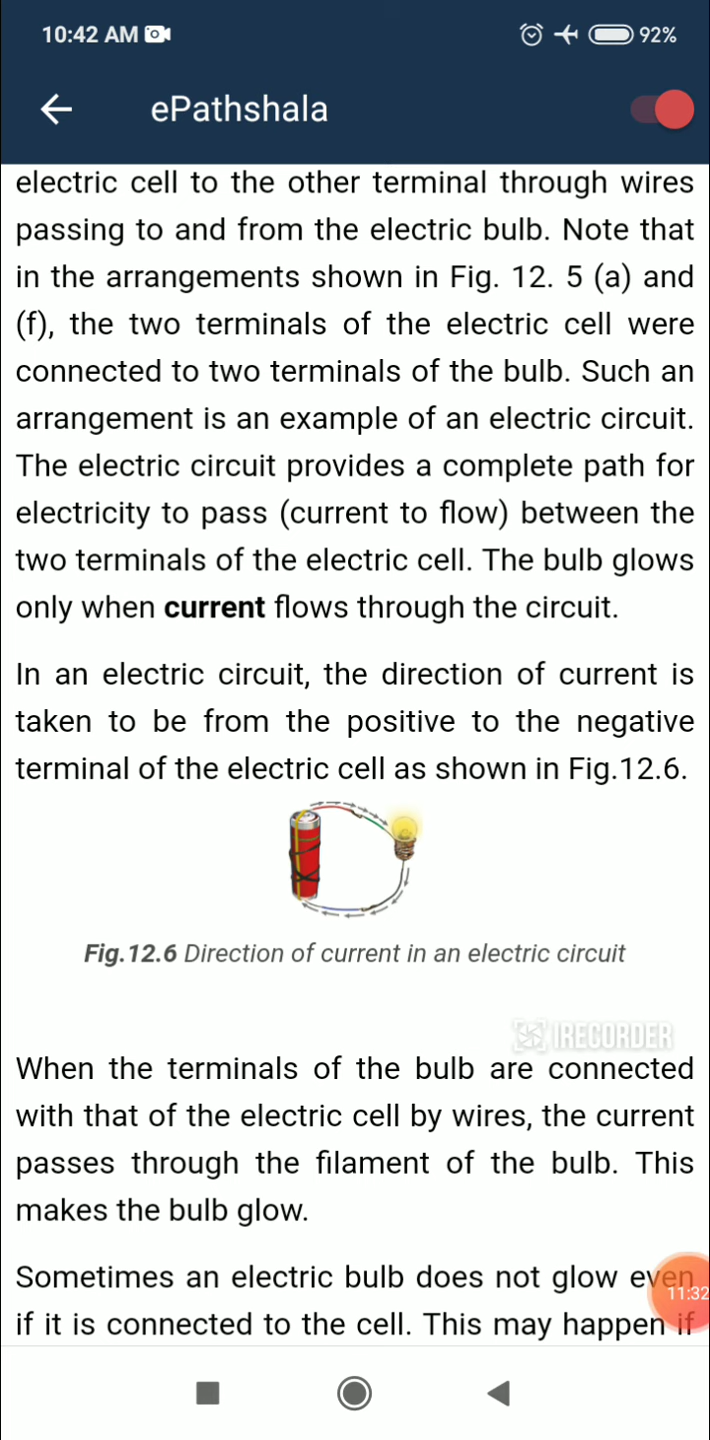 10:42 AM
92%
ePathshala
electric cell to the other terminal through wires
passing to and from the electric bulb. Note that
in the arrangements shown in Fig. 12. 5 (a) and
(f), the two terminals of the electric cell were
connected to two terminals of the bulb. Such an
arrangement is an example of an electric circuit.
The electric circuit provides a complete path for
electricity to pass (current to flow) between the
two terminals of the electric cell. The bulb glows
only when current flows through the circuit.
In an electric circuit, the direction of current is
taken to be from the positive to the negative
terminal of the electric cell as shown in Fig.12.6.
Fig.12.6 Direction of current in an electric circuit
IRECORDER
When the terminals of the bulb are connected
with that of the electric cell by wires, the current
passes through the filament of the bulb. This
makes the bulb glow.
Sometimes an electric bulb does not glow even
11:32
if it is connected to the cell. This may happen if